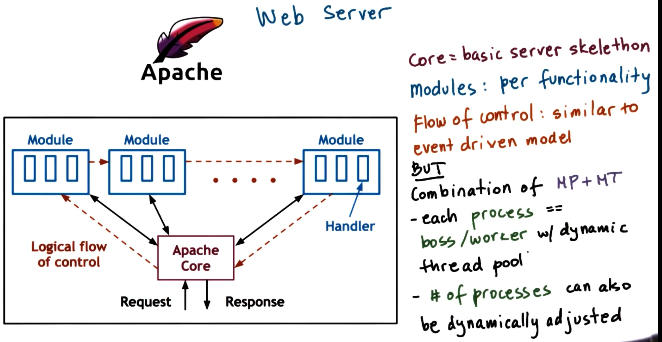 Web Server
Apache
Core = basic server skelethon
modules : per functionality
Flow of control : similar to
event driven model
BUT
Combination of MP + MT
- each process ==
boss/worker w/ dynamic
thread pool
- # of processes can also
be dynamically adjusted
Module
Module
Module
Handler
Logical flow
of control
Apache
Core
Request
Response